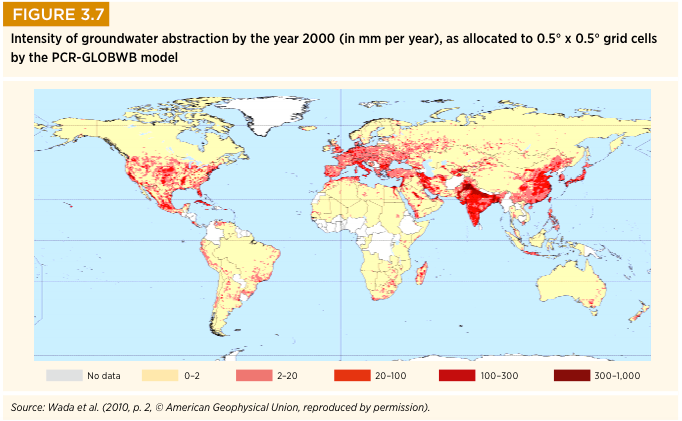 FIGURE 3.7
Intensity of groundwater abstraction by the year 2000 (in mm per year), as allocated to 0.5° x 0.5° grid cells
by the PCR-GLOBWB model
No data
0–2
2–20
20–100
100–300
300–1,000
Source: Wada et al. (2010, p. 2, © American Geophysical Union, reproduced by permission).